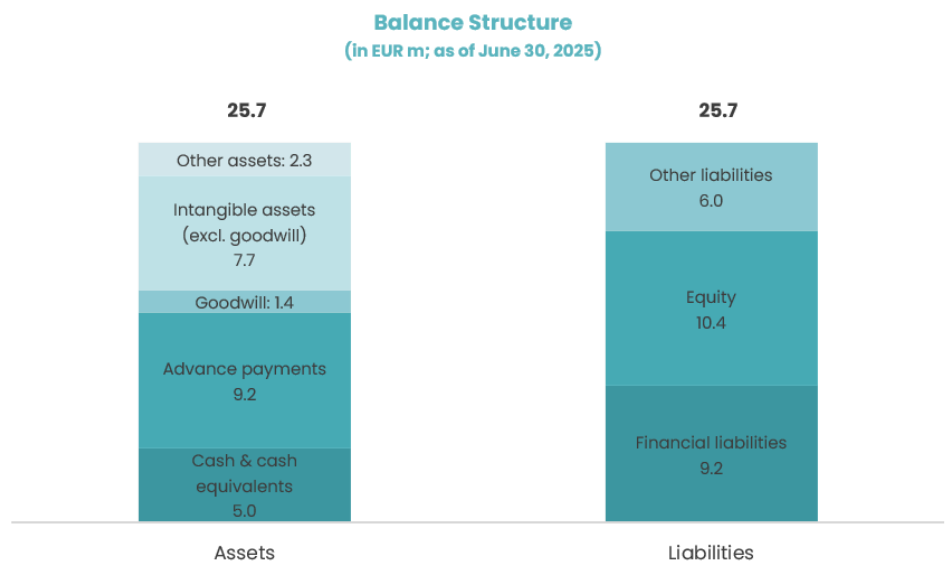 Balance Structure
(in EUR m; as of June 30, 2025)
25.7
Other assets: 2.3
Intangible assets
(excl. goodwill)
7.7
Goodwill: 1.4
Advance payments
9.2
Cash & cash
equivalents
5.0
Assets
25.7
Other liabilities
6.0
Equity
10.4
Financial liabilities
9.2
Liabilities